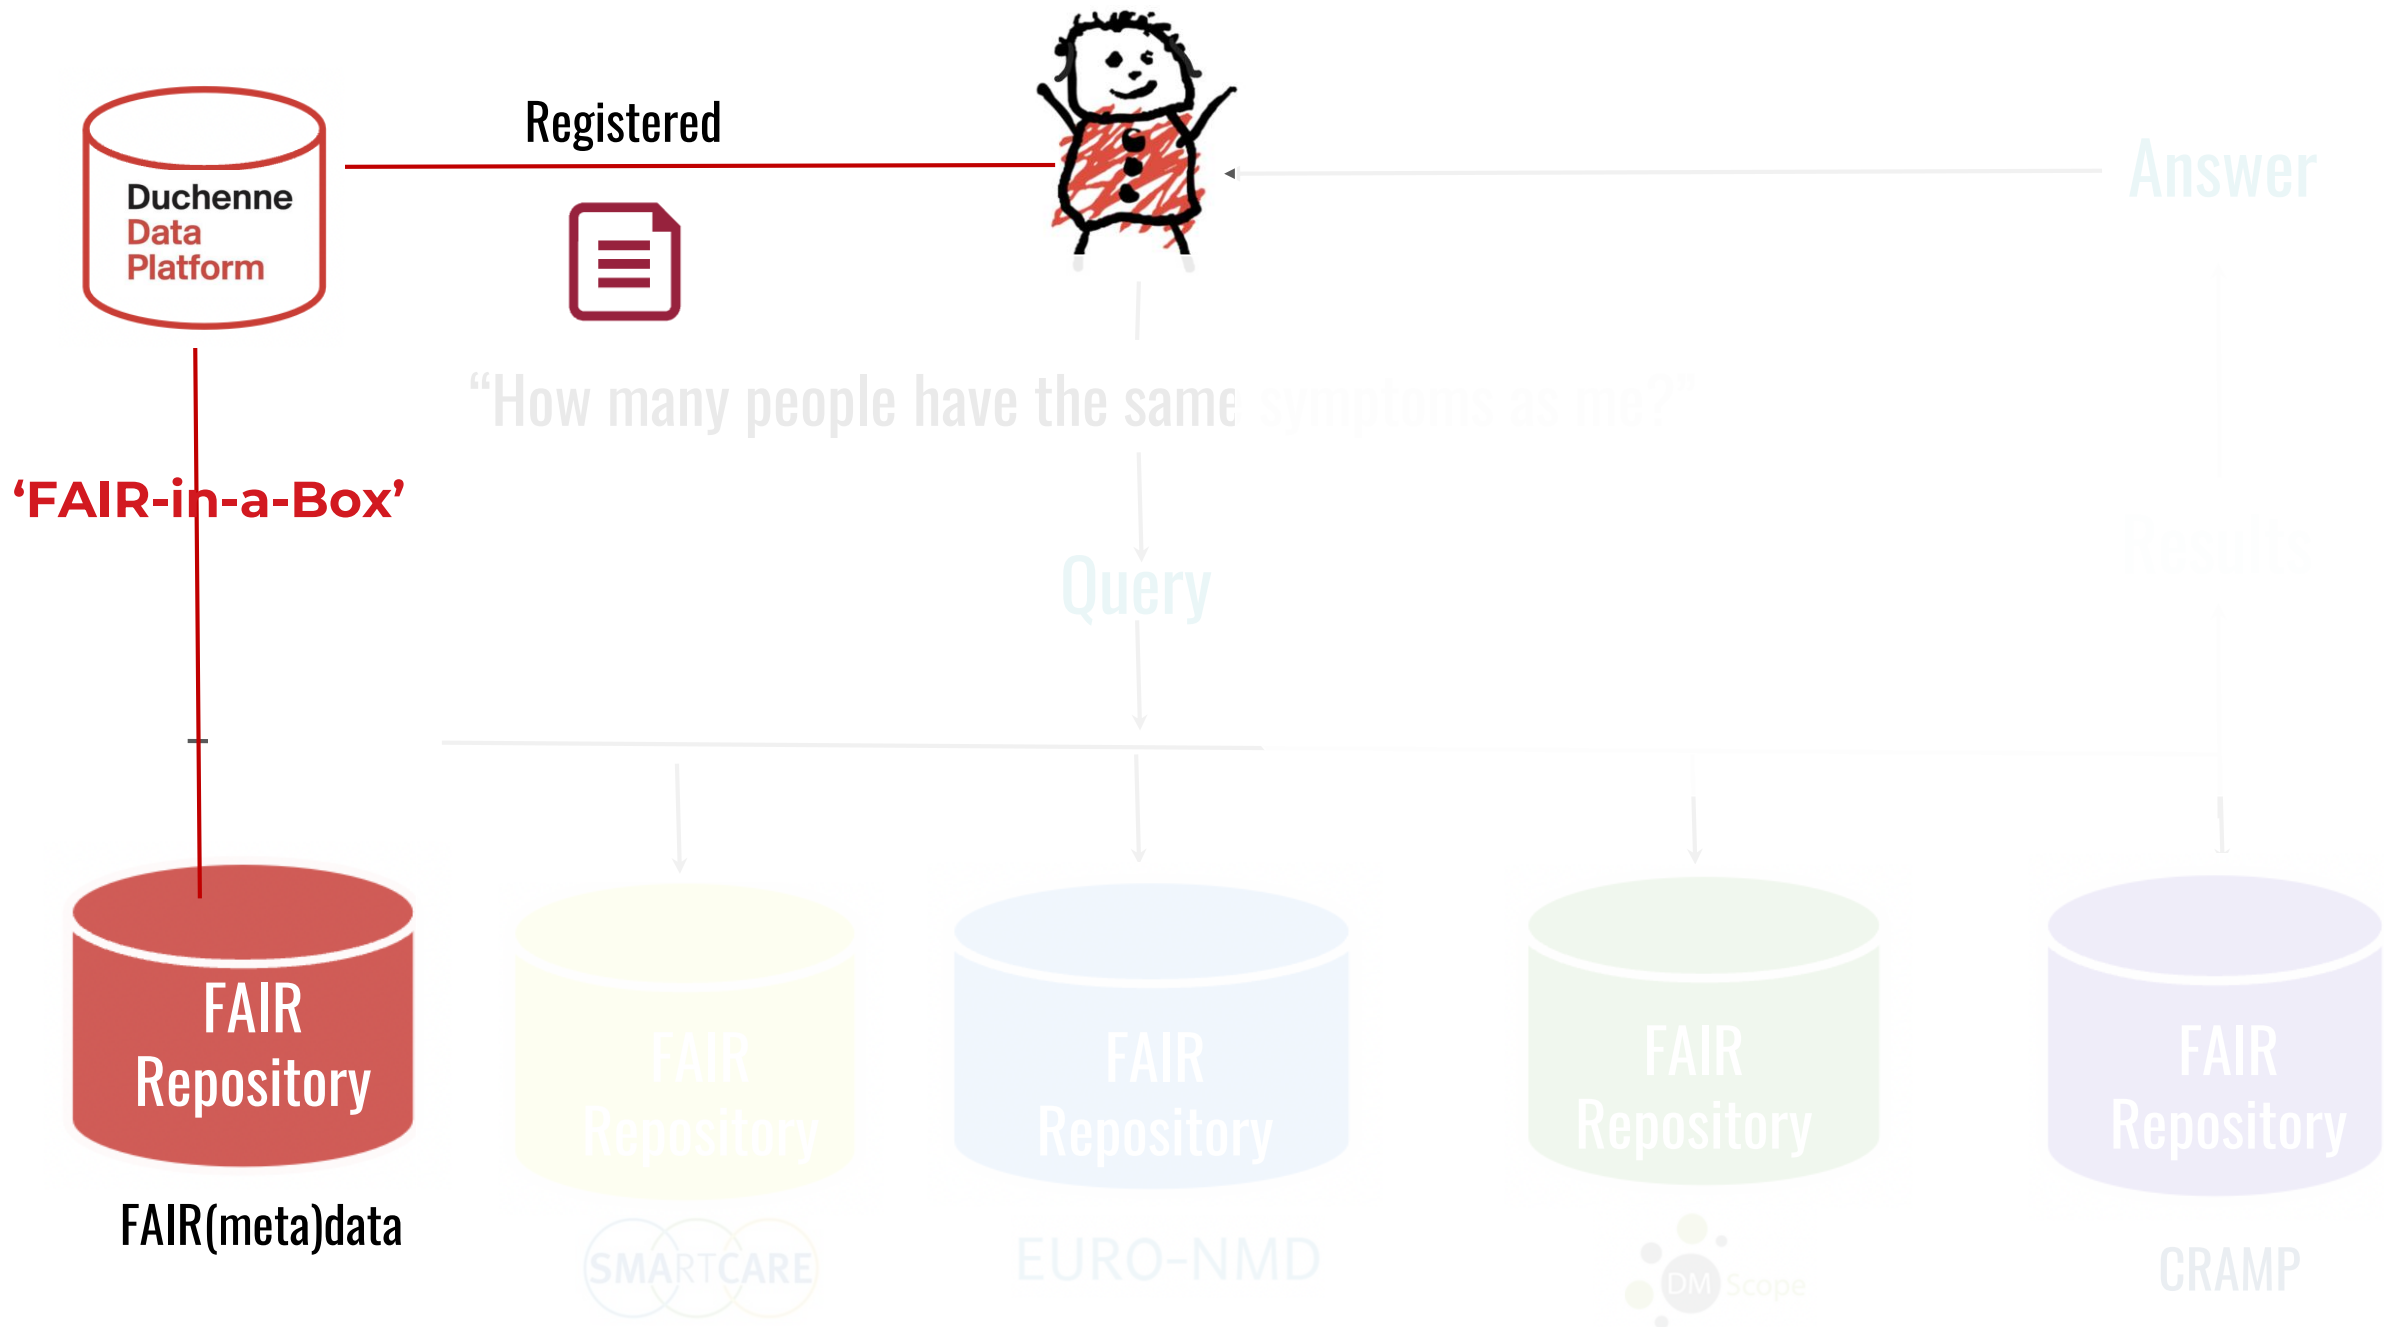 Registered
Answer
Duchenne
Data
Platform
“How many people have the same symptoms as me?”
‘FAIR-in-a-Box’
Results
Query
FAIR
Repository
FAIR
Repository
FAIR
Repository
FAIR
Repository
FAIR
Repository
FAIR(meta)data
SMARTCARE
EURO-NMD
DM Scope
CRAMP